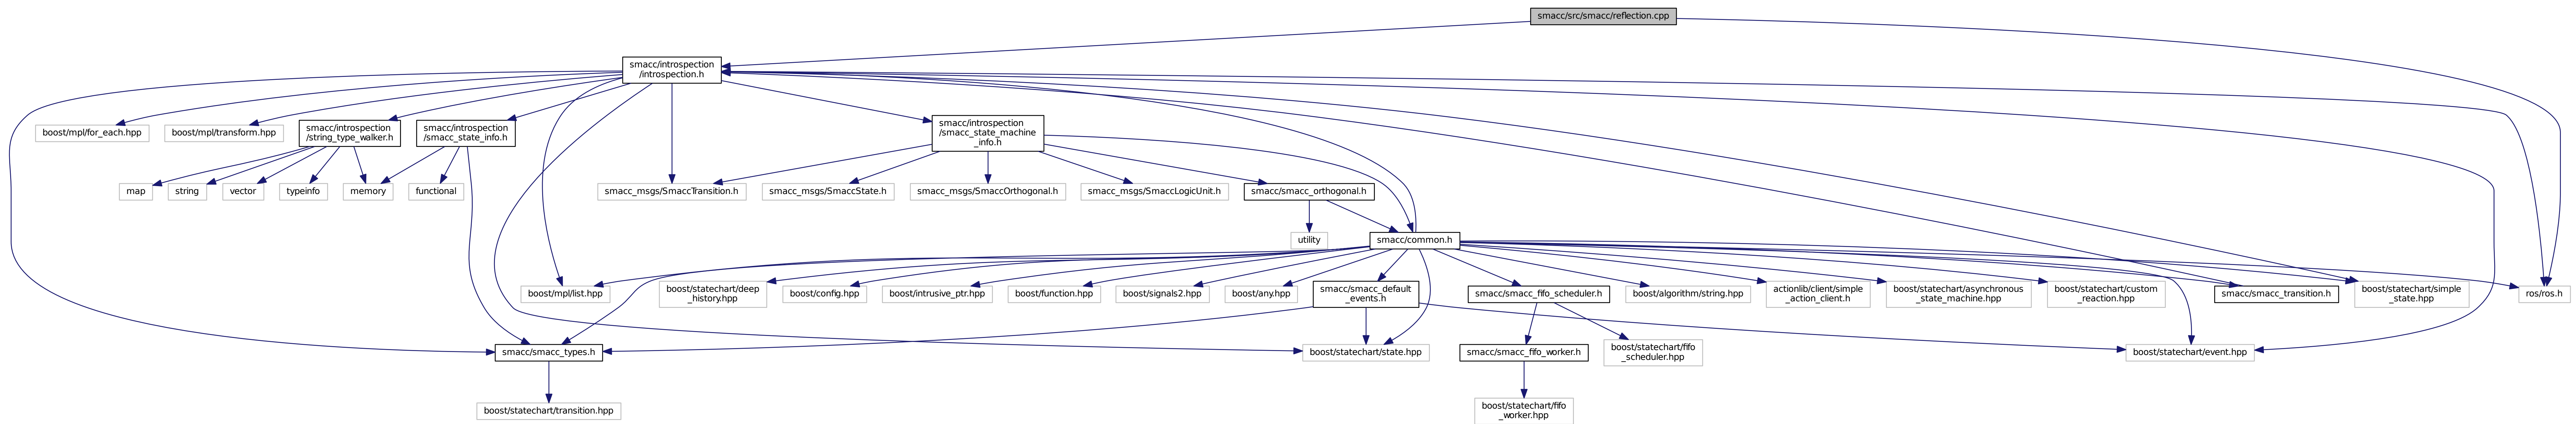 smacc/src/smacc/reflection.cpp
smacc/introspection
/introspection.h
boost/mpl/for_each.hpp
boost/mpl/transform.hpp
smacc/introspection
/string_type_walker.h
smacc/introspection
/smacc_state_info.h
smacc/introspection
/smacc_state_machine
_info.h
map
string
vector
typeinfo
memory
functional
smacc_msgs/SmaccTransition.h
smacc_msgs/SmaccState.h
smacc_msgs/SmaccOrthogonal.h
smacc_msgs/SmaccLogicUnit.h
smacc/smacc_orthogonal.h
utility
smacc/common.h
boost/mpl/list.hpp
boost/statechart/deep
_history.hpp
boost/config.hpp
boost/intrusive_ptr.hpp
boost/function.hpp
boost/signals2.hpp
boost/any.hpp
smacc/smacc_default
_events.h
smacc/smacc_fifo_scheduler.h
boost/algorithm/string.hpp
actionlib/client/simple
_action_client.h
boost/statechart/asynchronous
_state_machine.hpp
boost/statechart/custom
_reaction.hpp
smacc/smacc_transition.h
boost/statechart/simple
_state.hpp
ros/ros.h
smacc/smacc_types.h
boost/statechart/state.hpp
smacc/smacc_fifo_worker.h
boost/statechart/fifo
_scheduler.hpp
boost/statechart/event.hpp
boost/statechart/transition.hpp
boost/statechart/fifo
_worker.hpp